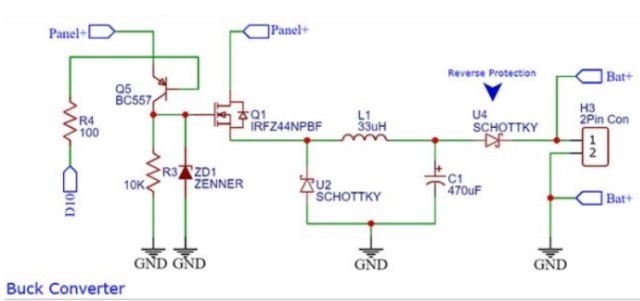 Panel+
Panel+
Reverse Protection
Bat+
Q5
BC557
R4
100
Q1
IRFZ44NPBF
L1
33uH
U4
SCHOTTKY
H3
2Pin Con
1
2
D10
10K
R3
ZD1
ZENNER
U2
SCHOTTKY
C1
470uF
+
Bat+
GND
GND
GND
GND
Buck Converter